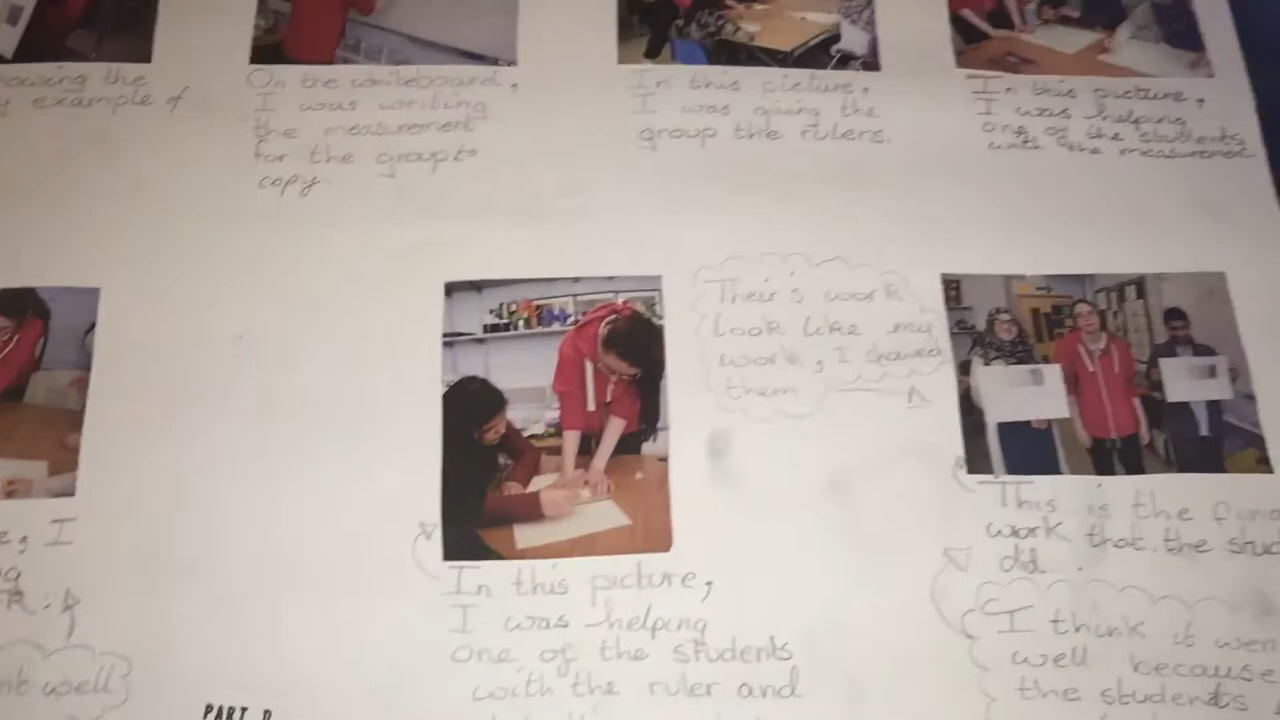 the
example of
On the whiteboard,
I was writing
the measurement
for the group to
copy.
In this picture,
I was giving the
group the rulers.
In this picture,
I was helping
one of the students
with the measurement
Their's work
look like my
work, I showed
them
, I
R.
well
In this picture,
I was helping
one of the students
with the ruler and
This is the
work that the
did.
I think it
well because
the students
PART